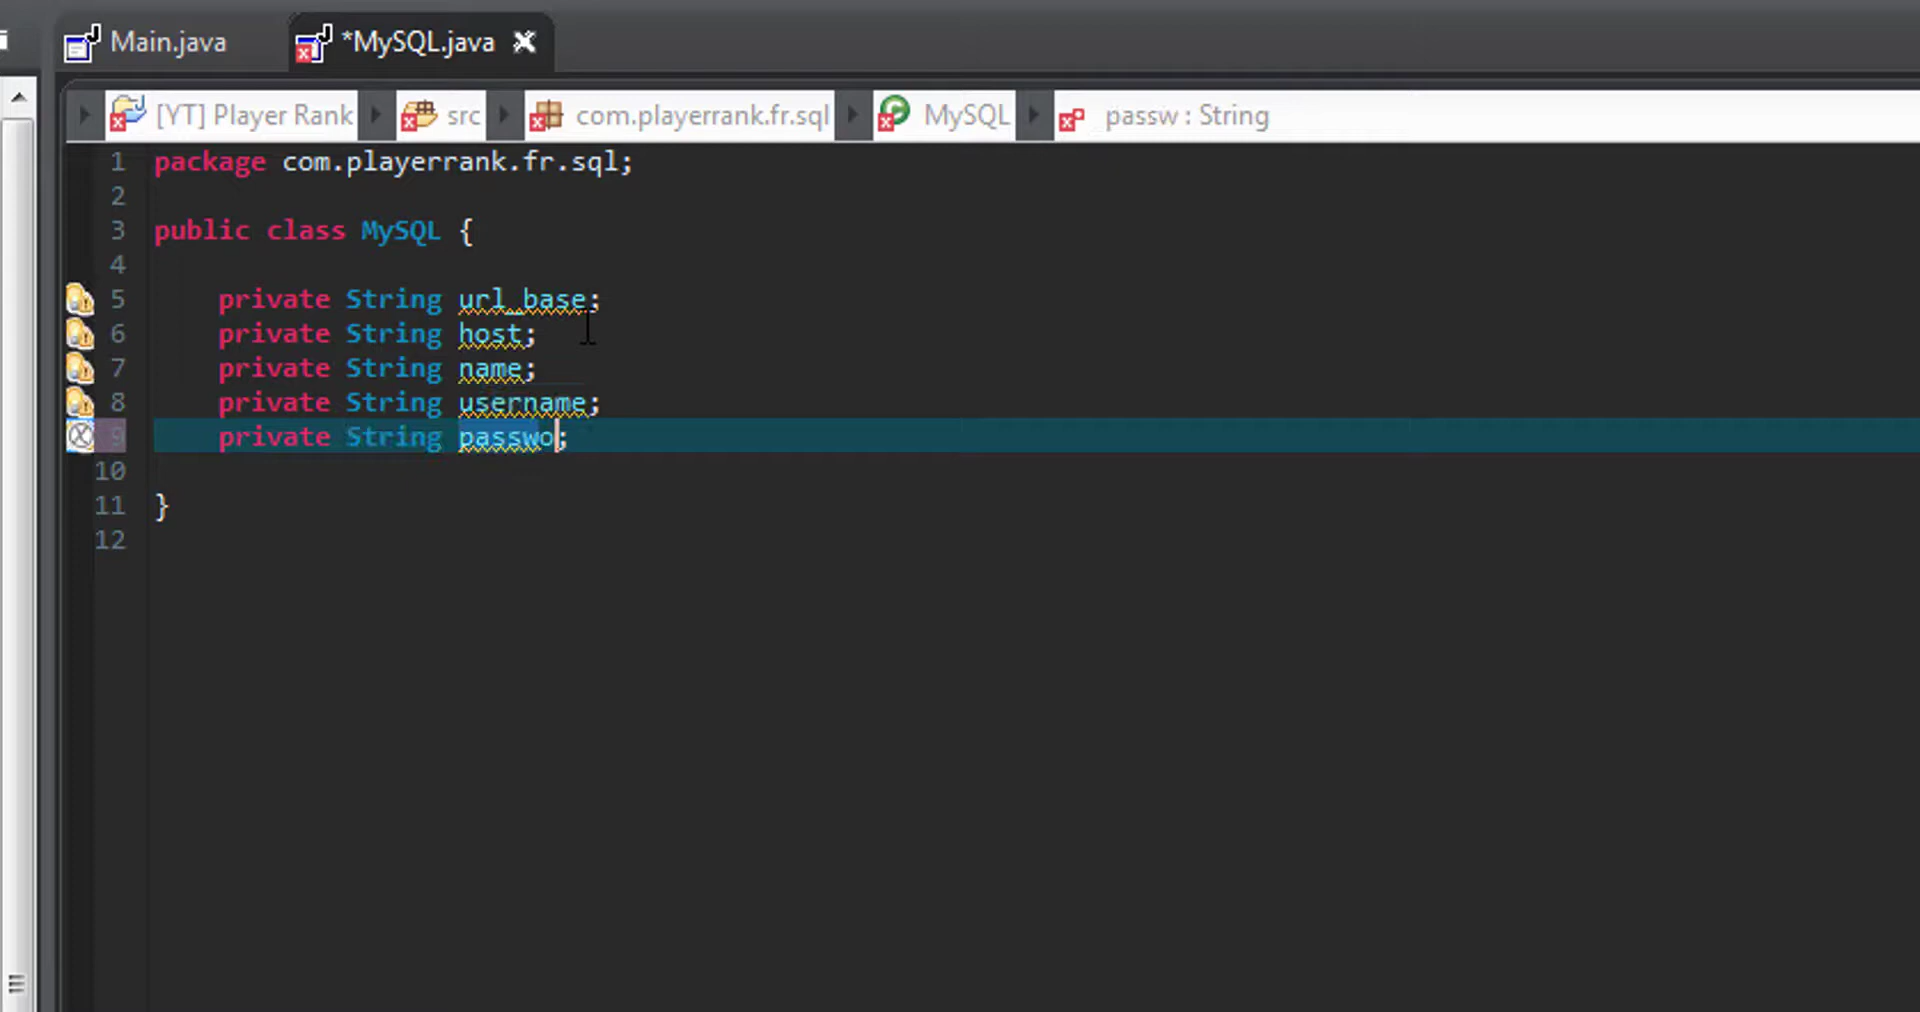 Main.java *MySQL.java
[YT] Player Rank src com.playerrank.fr.sql MySQL passw : String
1 package com.playerrank.fr.sql;
2
3 public class MySQL {
4
5 private String url_base;
6 private String host;
7 private String name;
8 private String username;
9 private String passwo;
10
11 }
12